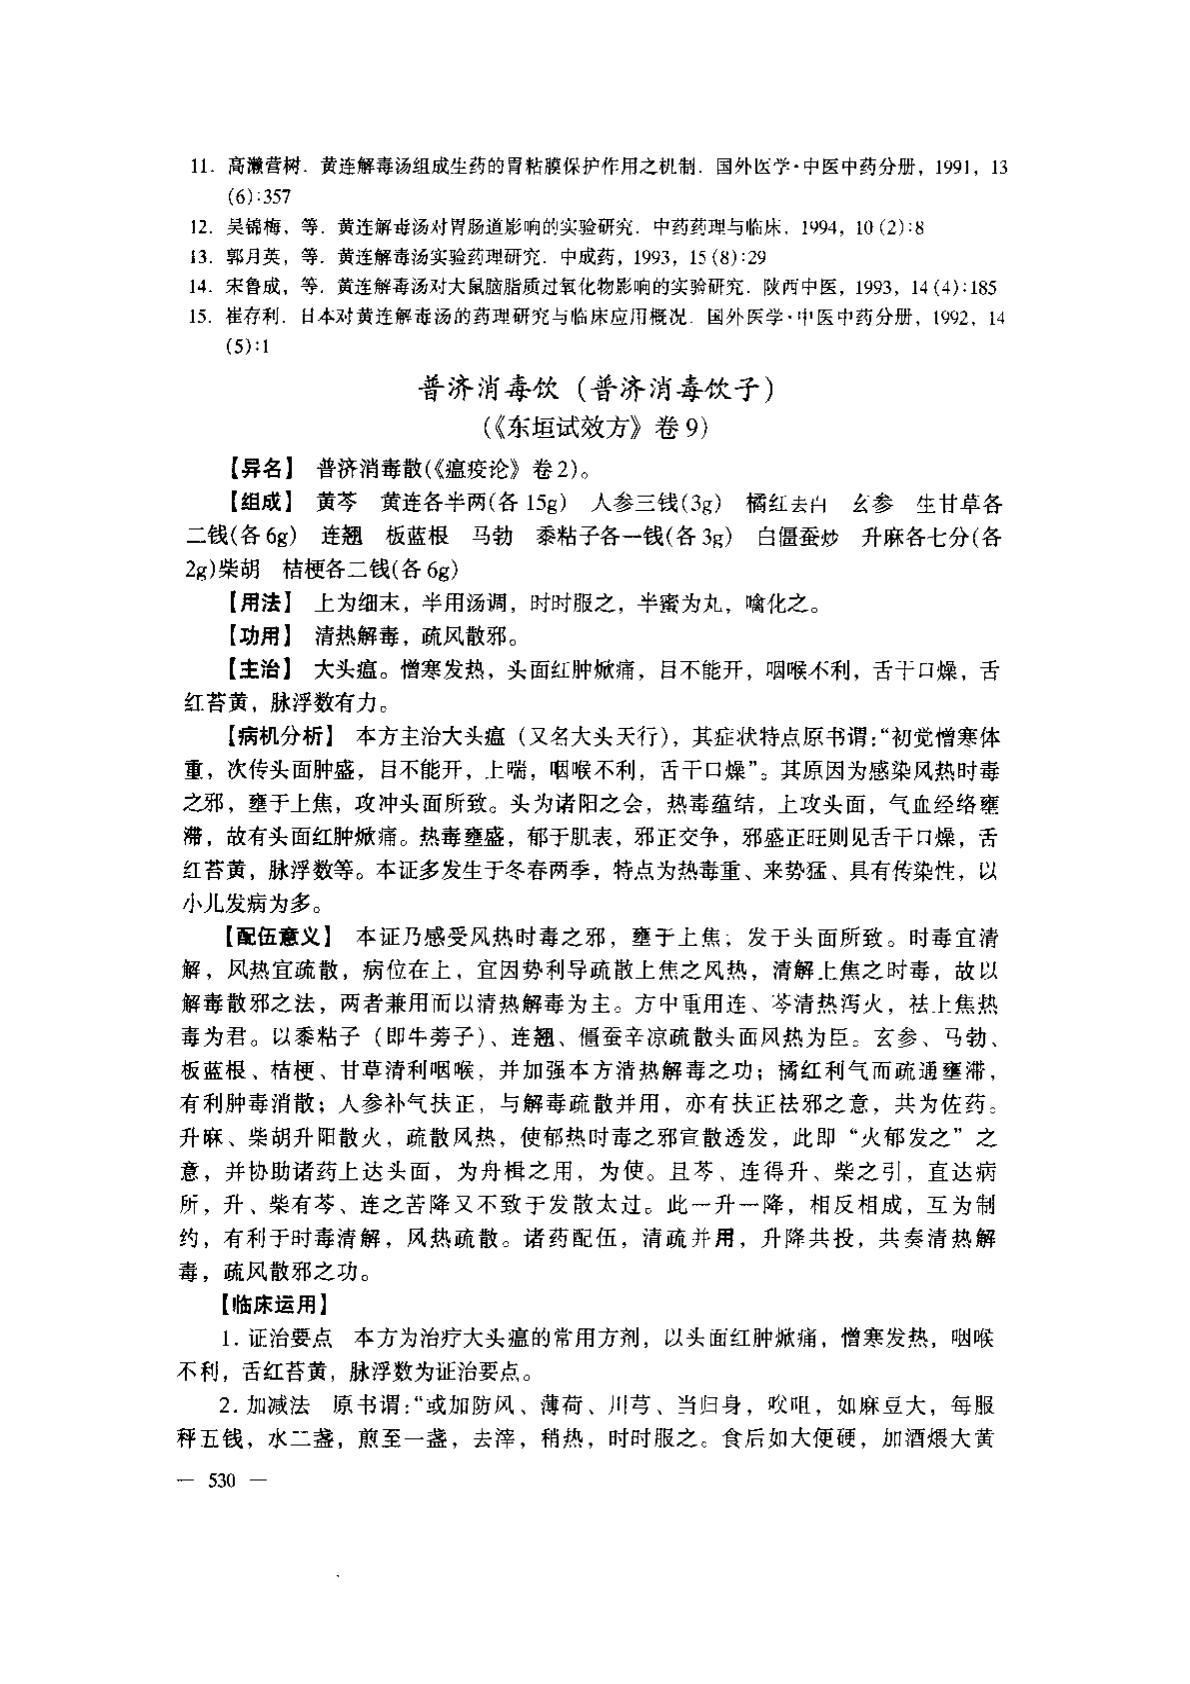 11. 高濑营树. 黄连解毒汤组成生药的胃粘膜保护作用之机制. 国外医学·中医中药分册, 1991, 13
(6):357
12. 吴锦梅, 等. 黄连解毒汤对胃肠道影响的实验研究. 中药药理与临床, 1994, 10 (2):8
13. 郭月英, 等. 黄连解毒汤实验药理研究. 中成药, 1993, 15 (8):29
14. 宋鲁成, 等. 黄连解毒汤对大鼠脑脂质过氧化物影响的实验研究. 陕西中医, 1993, 14 (4):185
15. 崔存利. 日本对黄连解毒汤的药理研究与临床应用概况. 国外医学·中医中药分册, 1992, 14
(5):1
普济消毒饮（普济消毒饮子）
(《东垣试效方》卷 9)
【异名】 普济消毒散(《瘟疫论》卷2)。
【组成】 黄芩 黄连各半两(各 15g) 人参三钱(3g) 橘红去白 玄参 生甘草各
二钱(各 6g) 连翘 板蓝根 马勃 黍粘子各一钱(各 3g) 白僵蚕炒 升麻各七分(各
2g)柴胡 桔梗各二钱(各 6g)
【用法】 上为细末，半用汤调，时时服之，半蜜为丸，噙化之。
【功用】 清热解毒，疏风散邪。
【主治】 大头瘟。憎寒发热，头面红肿焮痛，目不能开，咽喉不利，舌干口燥，舌
红苔黄，脉浮数有力。
【病机分析】 本方主治大头瘟（又名大头天行），其症状特点原书谓:“初觉憎寒体
重，次传头面肿盛，目不能开，上喘，咽喉不利，舌干口燥”。其原因为感染风热时毒
之邪，壅于上焦，攻冲头面所致。头为诸阳之会，热毒蕴结，上攻头面，气血经络壅
滞，故有头面红肿焮痛。热毒壅盛，郁于肌表，邪正交争，邪盛正旺则见舌干口燥，舌
红苔黄，脉浮数等。本证多发生于冬春两季，特点为热毒重、来势猛、具有传染性，以
小儿发病为多。
【配伍意义】 本证乃感受风热时毒之邪，壅于上焦，发于头面所致。时毒宜清
解，风热宜疏散，病位在上，宜因势利导疏散上焦之风热，清解上焦之时毒，故以
解毒散邪之法，两者兼用而以清热解毒为主。方中重用连、芩清热泻火，祛上焦热
毒为君。以黍粘子（即牛蒡子）、连翘、僵蚕辛凉疏散头面风热为臣。玄参、马勃、
板蓝根、桔梗、甘草清利咽喉，并加强本方清热解毒之功；橘红利气而疏通壅滞，
有利肿毒消散；人参补气扶正，与解毒疏散并用，亦有扶正祛邪之意，共为佐药。
升麻、柴胡升阳散火，疏散风热，使郁热时毒之邪宣散透发，此即“火郁发之”之
意，并协助诸药上达头面，为舟楫之用，为使。且芩、连得升、柴之引，直达病
所，升、柴有芩、连之苦降又不致于发散太过。此一升一降，相反相成，互为制
约，有利于时毒清解，风热疏散。诸药配伍，清疏并用，升降共投，共奏清热解
毒，疏风散邪之功。
【临床运用】
1. 证治要点 本方为治疗大头瘟的常用方剂，以头面红肿焮痛，憎寒发热，咽喉
不利，舌红苔黄，脉浮数为证治要点。
2. 加减法 原书谓:“或加防风、薄荷、川芎、当归身，㕮咀，如麻豆大，每服
秤五钱，水二盏，煎至一盏，去滓，稍热，时时服之。食后如大便硬，加酒煨大黄
— 530 —